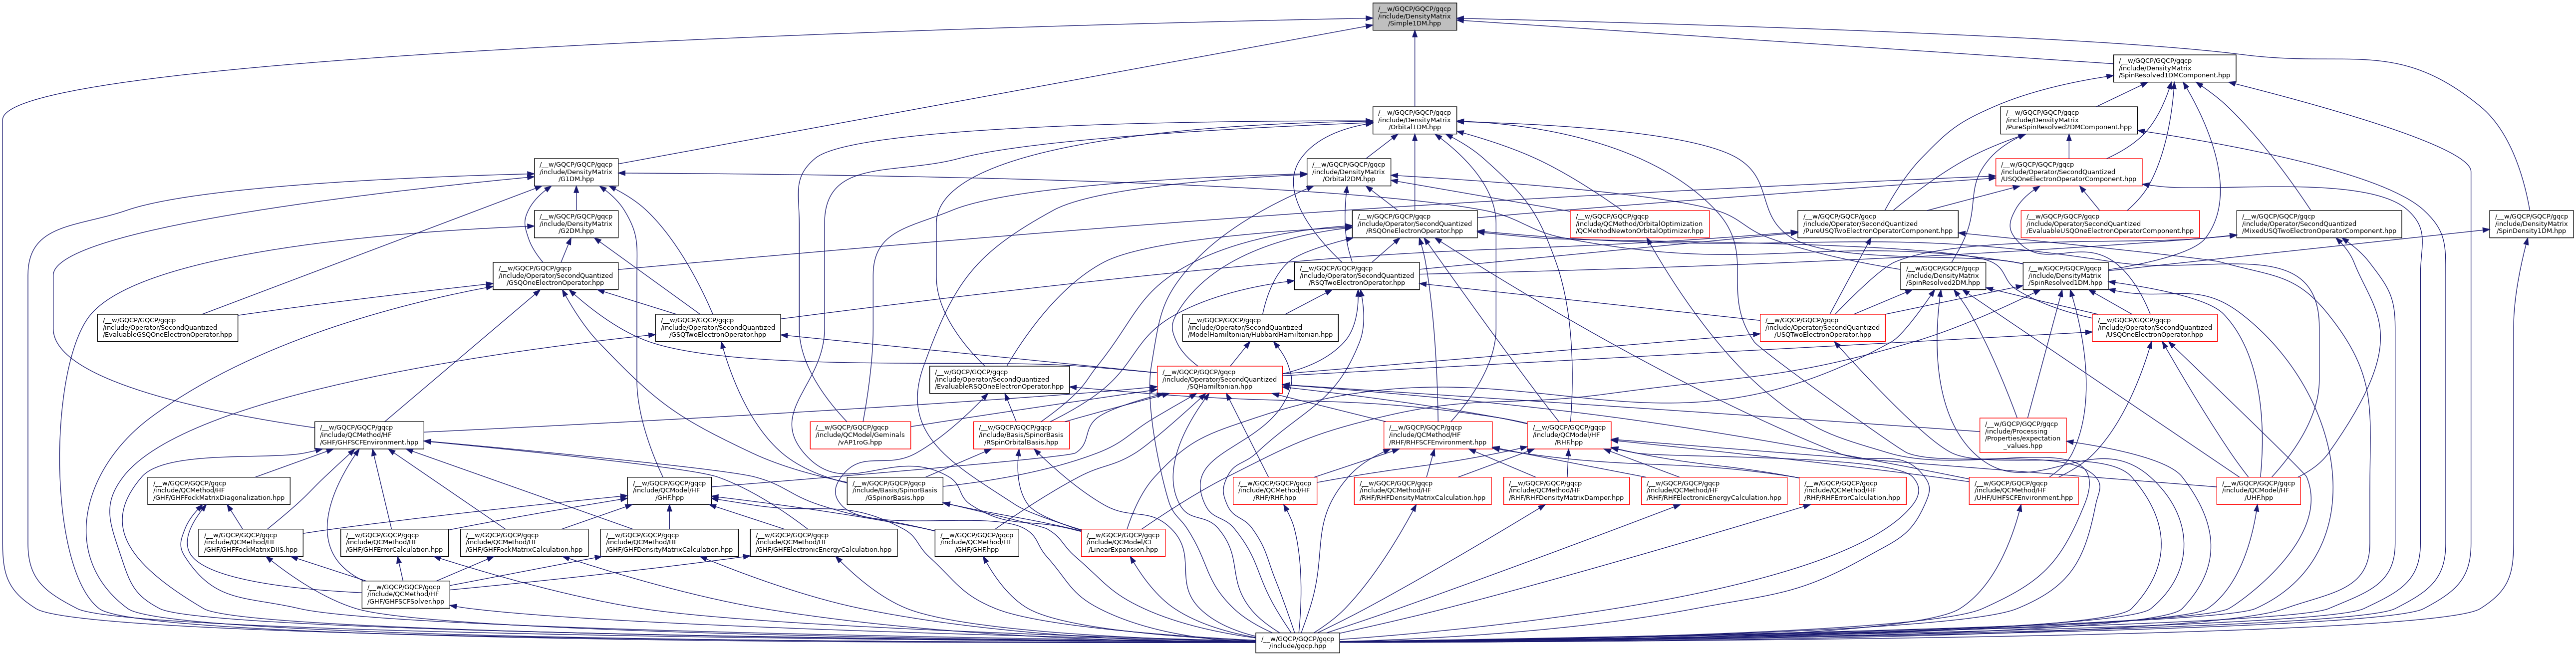 /__w/GQCP/GQCP/gqcp
/include/DensityMatrix
/Simple1DM.hpp
/__w/GQCP/GQCP/gqcp
/include/DensityMatrix
/SpinResolved1DMComponent.hpp
/__w/GQCP/GQCP/gqcp
/include/DensityMatrix
/Orbital1DM.hpp
/__w/GQCP/GQCP/gqcp
/include/DensityMatrix
/PureSpinResolved2DMComponent.hpp
/__w/GQCP/GQCP/gqcp
/include/DensityMatrix
/G1DM.hpp
/__w/GQCP/GQCP/gqcp
/include/DensityMatrix
/Orbital2DM.hpp
/__w/GQCP/GQCP/gqcp
/include/Operator/SecondQuantized
/USQOneElectronOperatorComponent.hpp
/__w/GQCP/GQCP/gqcp
/include/DensityMatrix
/G2DM.hpp
/__w/GQCP/GQCP/gqcp
/include/Operator/SecondQuantized
/RSQOneElectronOperator.hpp
/__w/GQCP/GQCP/gqcp
/include/QCMethod/OrbitalOptimization
/QCMethodNewtonOrbitalOptimizer.hpp
/__w/GQCP/GQCP/gqcp
/include/Operator/SecondQuantized
/PureUSQTwoElectronOperatorComponent.hpp
/__w/GQCP/GQCP/gqcp
/include/Operator/SecondQuantized
/EvaluableUSQOneElectronOperatorComponent.hpp
/__w/GQCP/GQCP/gqcp
/include/Operator/SecondQuantized
/MixedUSQTwoElectronOperatorComponent.hpp
/__w/GQCP/GQCP/gqcp
/include/DensityMatrix
/SpinDensity1DM.hpp
/__w/GQCP/GQCP/gqcp
/include/Operator/SecondQuantized
/GSQOneElectronOperator.hpp
/__w/GQCP/GQCP/gqcp
/include/Operator/SecondQuantized
/RSQTwoElectronOperator.hpp
/__w/GQCP/GQCP/gqcp
/include/DensityMatrix
/SpinResolved2DM.hpp
/__w/GQCP/GQCP/gqcp
/include/DensityMatrix
/SpinResolved1DM.hpp
/__w/GQCP/GQCP/gqcp
/include/Operator/SecondQuantized
/EvaluableGSQOneElectronOperator.hpp
/__w/GQCP/GQCP/gqcp
/include/Operator/SecondQuantized
/GSQTwoElectronOperator.hpp
/__w/GQCP/GQCP/gqcp
/include/Operator/SecondQuantized
/ModelHamiltonian/HubbardHamiltonian.hpp
/__w/GQCP/GQCP/gqcp
/include/Operator/SecondQuantized
/USQTwoElectronOperator.hpp
/__w/GQCP/GQCP/gqcp
/include/Operator/SecondQuantized
/USQOneElectronOperator.hpp
/__w/GQCP/GQCP/gqcp
/include/Operator/SecondQuantized
/EvaluableRSQOneElectronOperator.hpp
/__w/GQCP/GQCP/gqcp
/include/Operator/SecondQuantized
/SQHamiltonian.hpp
/__w/GQCP/GQCP/gqcp
/include/QCMethod/HF
/GHF/GHFSCFEnvironment.hpp
/__w/GQCP/GQCP/gqcp
/include/QCModel/Geminals
/vAP1roG.hpp
/__w/GQCP/GQCP/gqcp
/include/Basis/SpinorBasis
/RSpinOrbitalBasis.hpp
/__w/GQCP/GQCP/gqcp
/include/QCMethod/HF
/RHF/RHFSCFEnvironment.hpp
/__w/GQCP/GQCP/gqcp
/include/QCModel/HF
/RHF.hpp
/__w/GQCP/GQCP/gqcp
/include/Processing
/Properties/expectation
_values.hpp
/__w/GQCP/GQCP/gqcp
/include/QCMethod/HF
/GHF/GHFFockMatrixDiagonalization.hpp
/__w/GQCP/GQCP/gqcp
/include/QCModel/HF
/GHF.hpp
/__w/GQCP/GQCP/gqcp
/include/Basis/SpinorBasis
/GSpinorBasis.hpp
/__w/GQCP/GQCP/gqcp
/include/QCMethod/HF
/RHF/RHF.hpp
/__w/GQCP/GQCP/gqcp
/include/QCMethod/HF
/RHF/RHFDensityMatrixCalculation.hpp
/__w/GQCP/GQCP/gqcp
/include/QCMethod/HF
/RHF/RHFDensityMatrixDamper.hpp
/__w/GQCP/GQCP/gqcp
/include/QCMethod/HF
/RHF/RHFElectronicEnergyCalculation.hpp
/__w/GQCP/GQCP/gqcp
/include/QCMethod/HF
/RHF/RHFErrorCalculation.hpp
/__w/GQCP/GQCP/gqcp
/include/QCMethod/HF
/UHF/UHFSCFEnvironment.hpp
/__w/GQCP/GQCP/gqcp
/include/QCModel/HF
/UHF.hpp
/__w/GQCP/GQCP/gqcp
/include/QCMethod/HF
/GHF/GHFFockMatrixDIIS.hpp
/__w/GQCP/GQCP/gqcp
/include/QCMethod/HF
/GHF/GHFErrorCalculation.hpp
/__w/GQCP/GQCP/gqcp
/include/QCMethod/HF
/GHF/GHFFockMatrixCalculation.hpp
/__w/GQCP/GQCP/gqcp
/include/QCMethod/HF
/GHF/GHFDensityMatrixCalculation.hpp
/__w/GQCP/GQCP/gqcp
/include/QCMethod/HF
/GHF/GHFElectronicEnergyCalculation.hpp
/__w/GQCP/GQCP/gqcp
/include/QCMethod/HF
/GHF/GHF.hpp
/__w/GQCP/GQCP/gqcp
/include/QCModel/CI
/LinearExpansion.hpp
/__w/GQCP/GQCP/gqcp
/include/QCMethod/HF
/GHF/GHFSCFSolver.hpp
/__w/GQCP/GQCP/gqcp
/include/gqcp.hpp